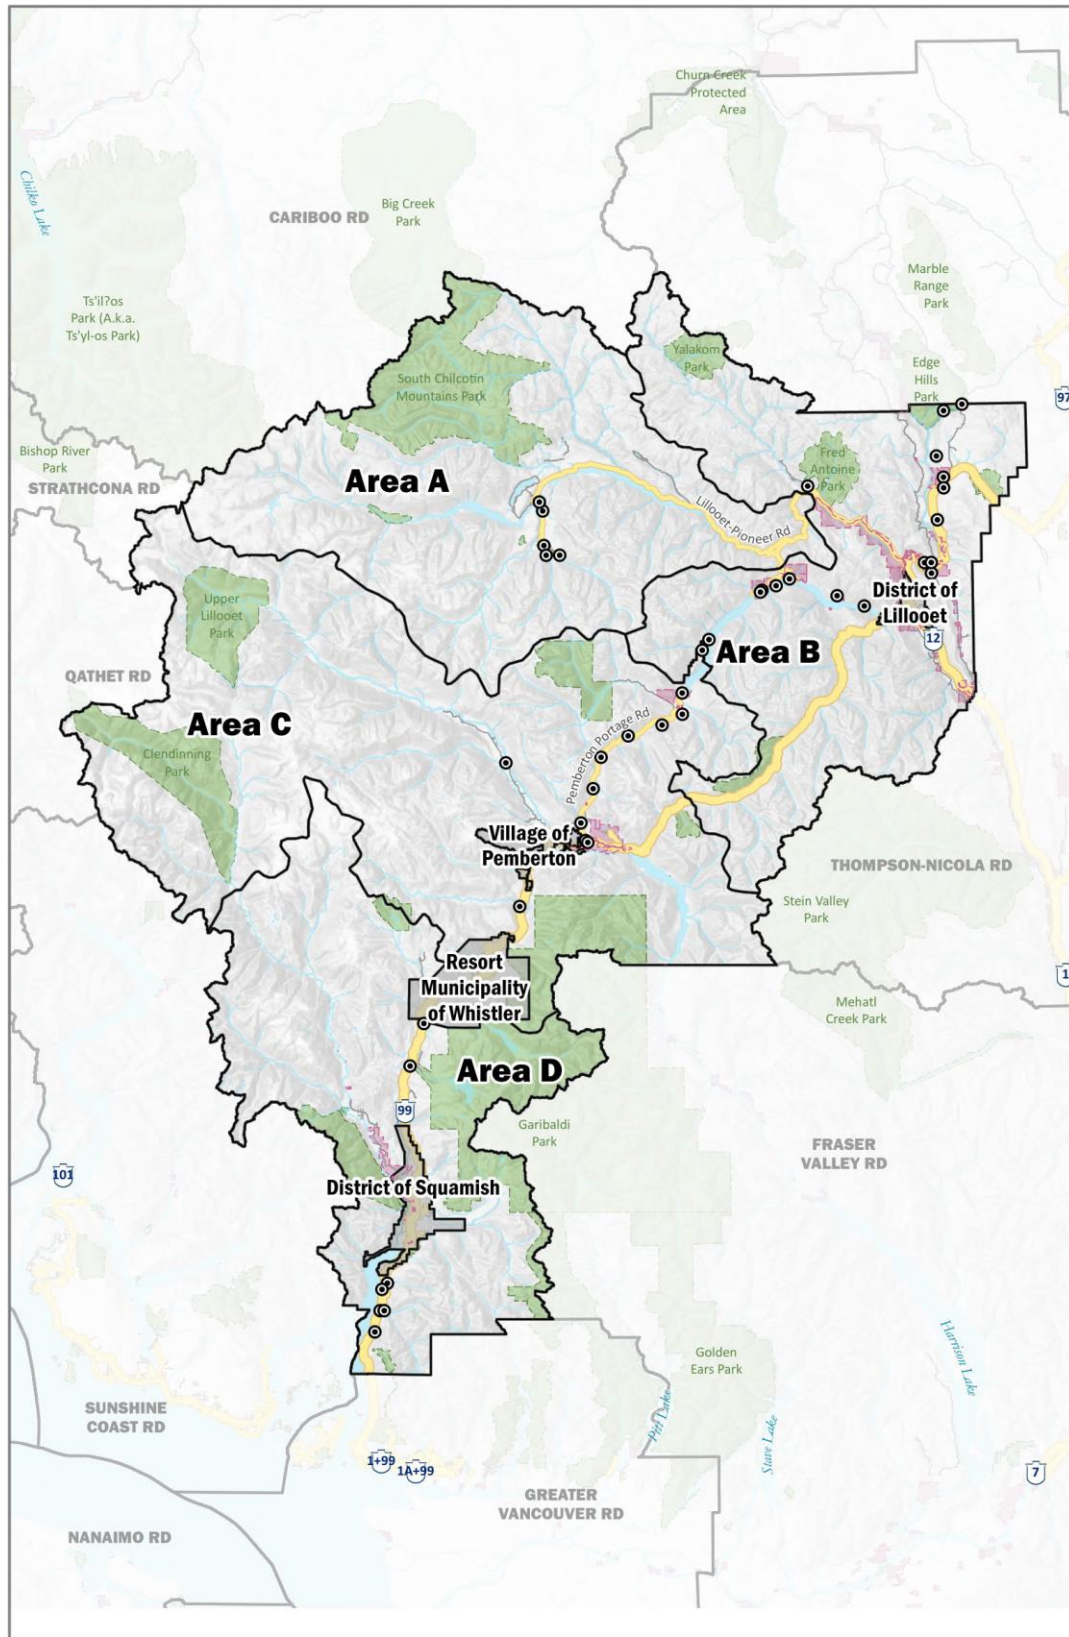 Churn Creek
Protected
Area
Chilko Lake
CARIBOO RD
Big Creek
Park
Marble
Range
Park
Ts'il?os
Park (A.k.a.
Ts'yl-os Park)
Yalakom
Park
Edge
Hills
Park
97
South Chilcotin
Mountains Park
Bishop River
Park
STRATHCONA RD
Area A
Fred
Antoine
Park
Lillooet-Pioneer Rd
Upper
Lillooet
Park
District of
Lillooet
12
Area B
QATHET RD
Area C
Clendinning
Park
Pemberton Portage Rd
Village of
Pemberton
THOMPSON-NICOLA RD
Stein Valley
Park
Resort
Municipality
of Whistler
1
Mehatl
Creek Park
Area D
99
Garibaldi
Park
FRASER
VALLEY RD
101
District of Squamish
Golden
Ears Park
Harrison Lake
SUNSHINE
COAST RD
Pitt Lake
Stave Lake
1+99
1A+99
7
GREATER
VANCOUVER RD
NANAIMO RD